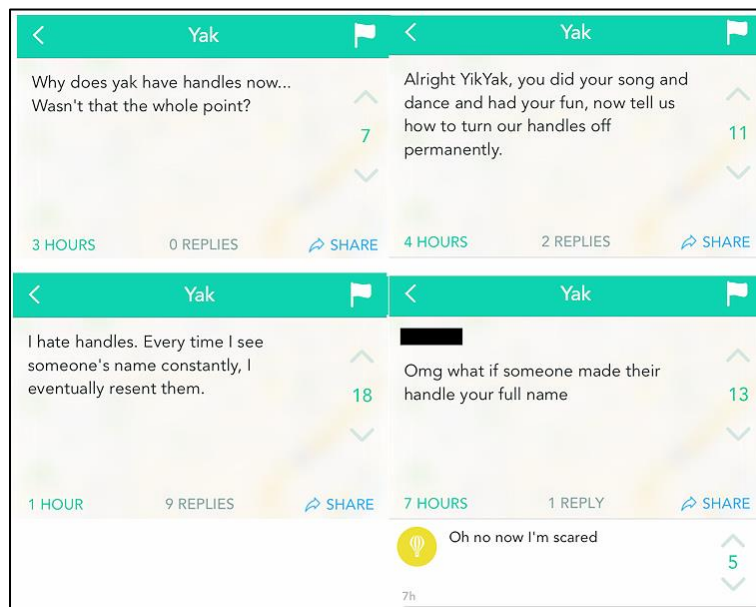 Yak
Why does yak have handles now...
Wasn't that the whole point?
7
3 HOURS 0 REPLIES SHARE
Yak
Alright YikYak, you did your song and
dance and had your fun, now tell us
how to turn our handles off
permanently.
11
4 HOURS 2 REPLIES SHARE
Yak
I hate handles. Every time I see
someone's name constantly, I
eventually resent them.
18
1 HOUR 9 REPLIES SHARE
Yak
Omg what if someone made their
handle your full name
13
7 HOURS 1 REPLY SHARE
Oh no now I'm scared
5
7h